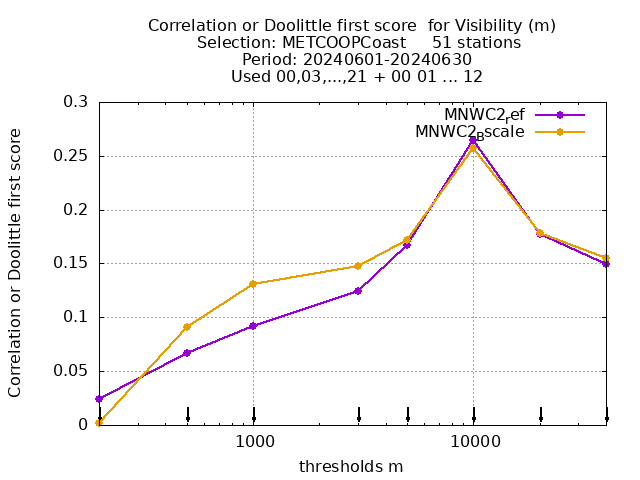 Correlation or Doolittle first score  for Visibility (m)
Selection: METCOOPCoast     51 stations
Period: 20240601-20240630
Used 00,03,...,21 + 00 01 ... 12
MNWC2ref
MNWC2Bscale
0.3
0.25
0.2
0.15
0.1
0.05
0
Correlation or Doolittle first score
1000
10000
thresholds m